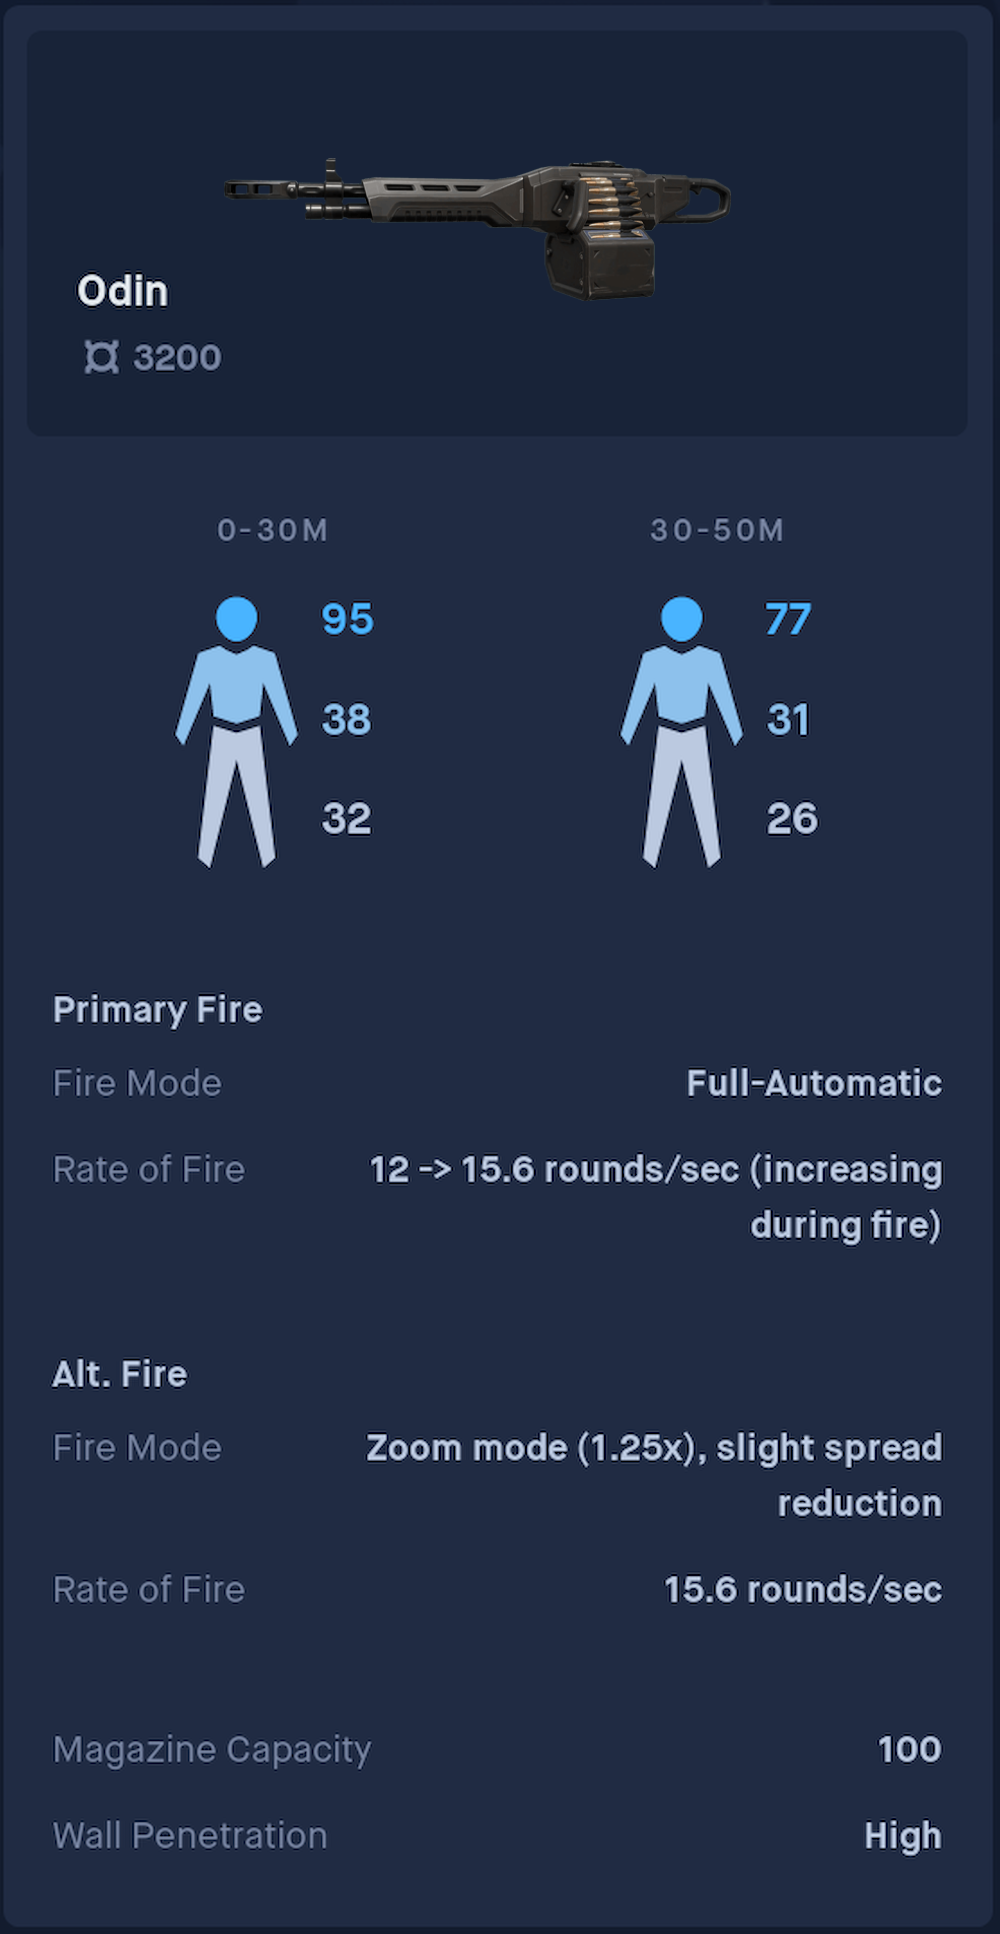 Odin
¤ 3200
0-30M 30-50M
95 77
38 31
32 26
Primary Fire
Fire Mode Full-Automatic
Rate of Fire 12 -> 15.6 rounds/sec (increasing
during fire)
Alt. Fire
Fire Mode Zoom mode (1.25x), slight spread
reduction
Rate of Fire 15.6 rounds/sec
Magazine Capacity 100
Wall Penetration High